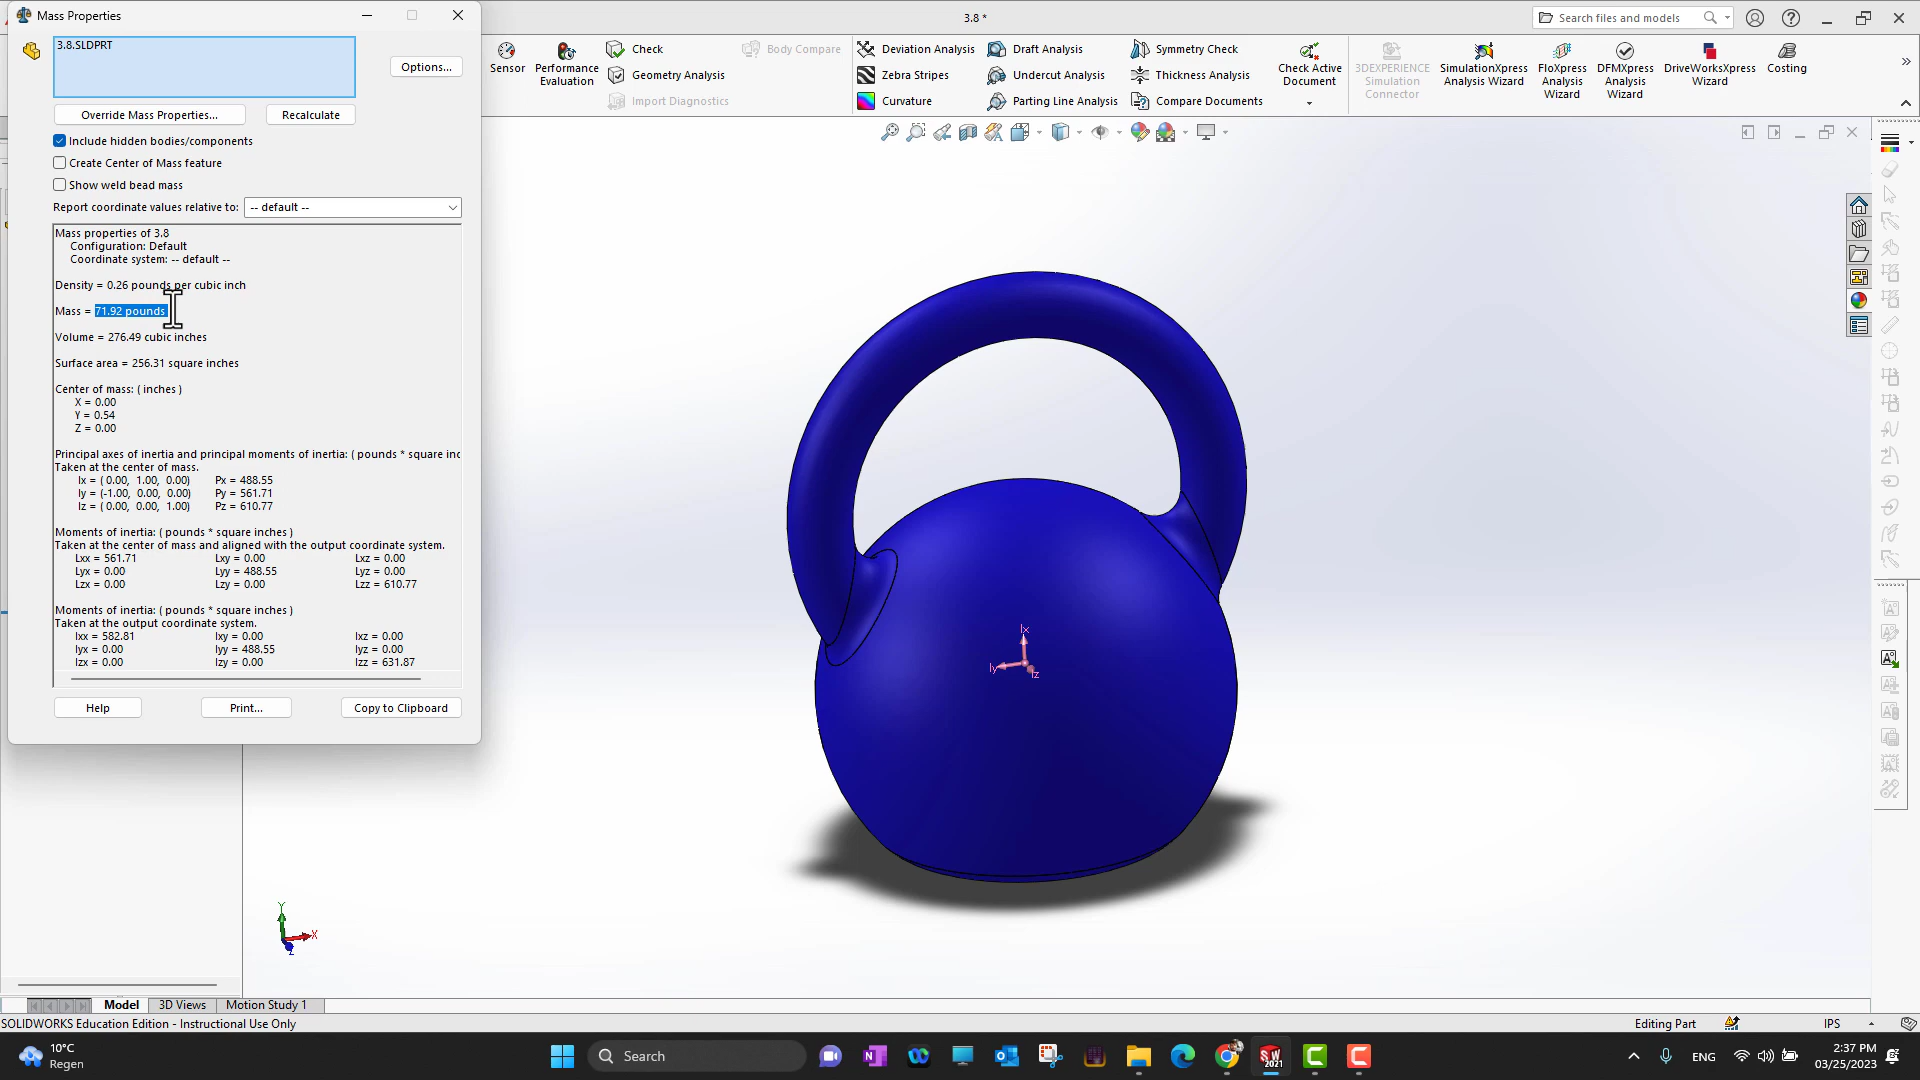 Mass Properties
3.8.SLDPRT
Options...
Override Mass Properties...
Recalculate
Include hidden bodies/components
Create Center of Mass feature
Show weld bead mass
Report coordinate values relative to: -- default --
Mass properties of 3.8
Configuration: Default
Coordinate system: -- default --
Density = 0.26 pounds per cubic inch
Mass = 71.92 pounds
Volume = 276.49 cubic inches
Surface area = 256.31 square inches
Center of mass: ( inches )
X = 0.00
Y = 0.54
Z = 0.00
Principal axes of inertia and principal moments of inertia: ( pounds * square inc
Taken at the center of mass.
Ix = ( 0.00, 1.00, 0.00) Px = 488.55
Iy = (-1.00, 0.00, 0.00) Py = 561.71
Iz = ( 0.00, 0.00, 1.00) Pz = 610.77
Moments of inertia: ( pounds * square inches )
Taken at the center of mass and aligned with the output coordinate system.
Lxx = 561.71 Lxy = 0.00 Lxz = 0.00
Lyx = 0.00 Lyy = 488.55 Lyz = 0.00
Lzx = 0.00 Lzy = 0.00 Lzz = 610.77
Moments of inertia: ( pounds * square inches )
Taken at the output coordinate system.
Ixx = 582.81 Ixy = 0.00 Ixz = 0.00
Iyx = 0.00 Iyy = 488.55 Iyz = 0.00
Izx = 0.00 Izy = 0.00 Izz = 631.87
Help
Print...
Copy to Clipboard
3.8 *
Search files and models
Sensor
Performance
Evaluation
Check
Geometry Analysis
Import Diagnostics
Body Compare
Deviation Analysis
Zebra Stripes
Curvature
Draft Analysis
Undercut Analysis
Parting Line Analysis
Symmetry Check
Thickness Analysis
Compare Documents
Check Active
Document
3DEXPERIENCE
Simulation
Connector
SimulationXpress
Analysis Wizard
FloXpress
Analysis
Wizard
DFMXpress
Analysis
Wizard
DriveWorksXpress
Wizard
Costing
Ix
Iy
Iz
Y
X
Z
Model
3D Views
Motion Study 1
SOLIDWORKS Education Edition - Instructional Use Only
Editing Part
IPS
10°C
Regen
Search
SW
2021
ENG
2:37 PM
03/25/2023